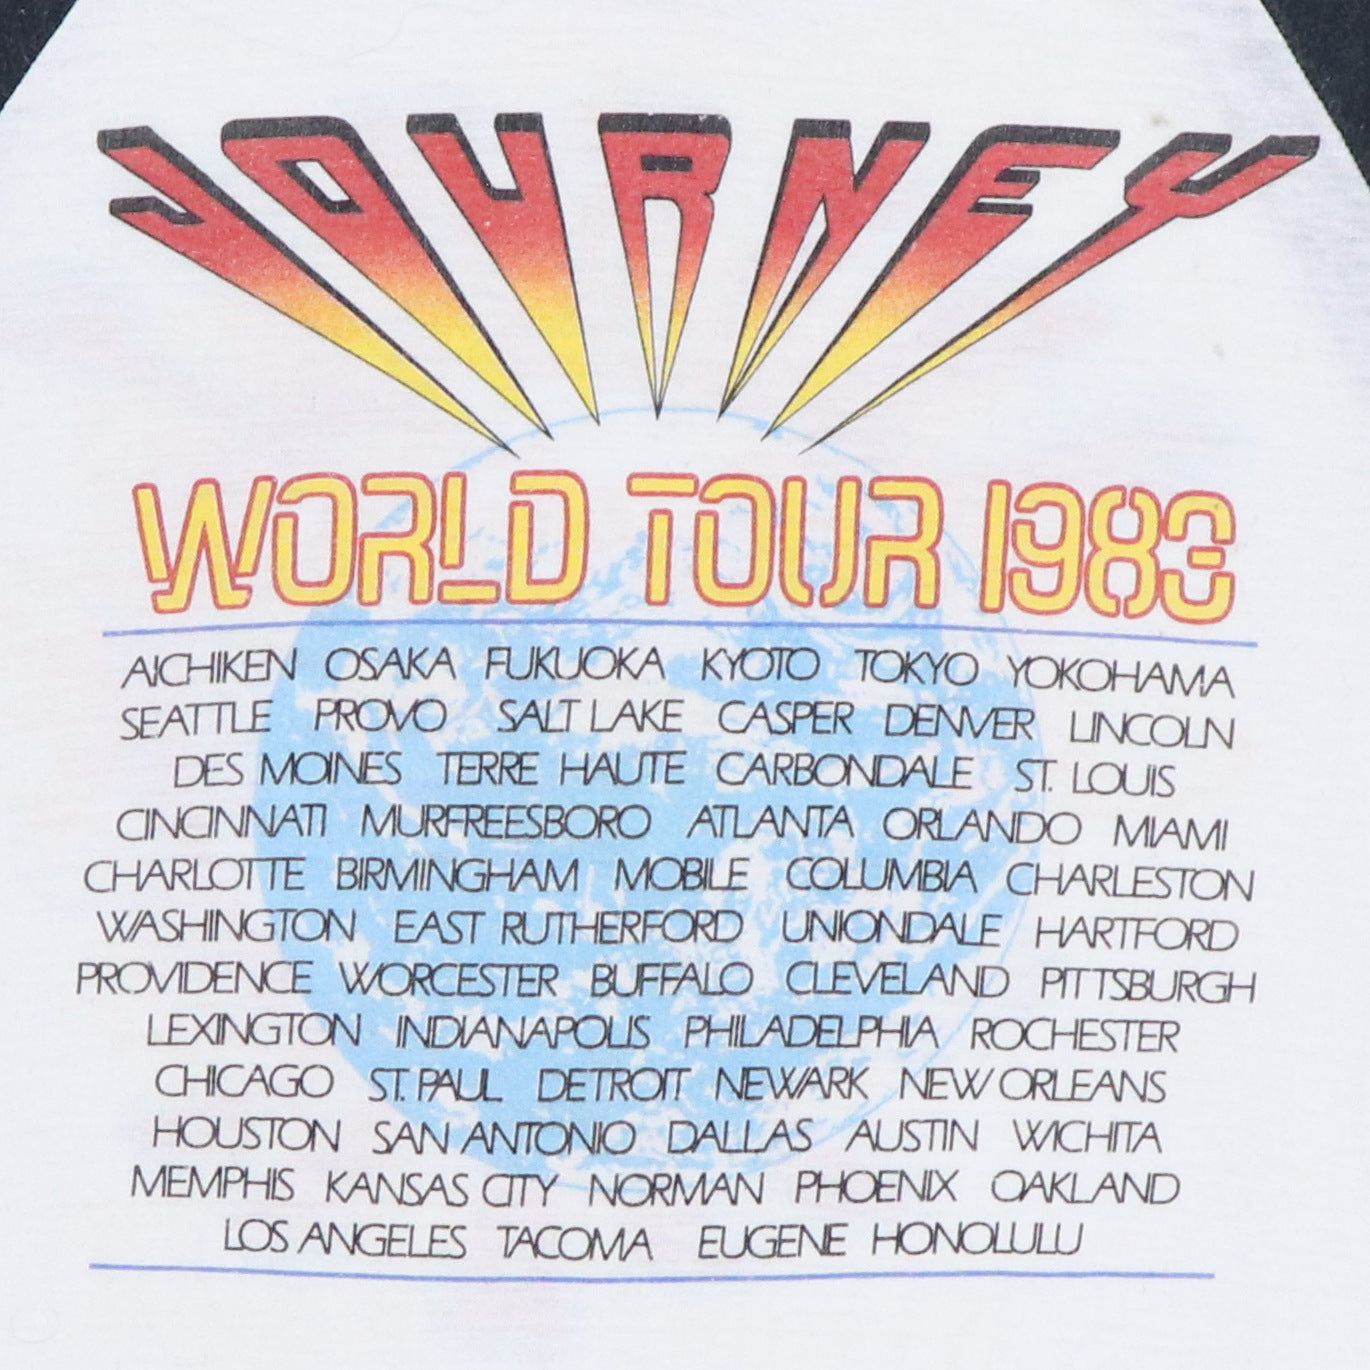 JOURNEY
WORLD TOUR 1983
AICHIKEN OSAKA FUKUOKA KYOTO TOKYO YOKOHAMA
SEATTLE PROVO SALT LAKE CASPER DENVER LINCOLN
DES MOINES TERRE HAUTE CARBONDALE ST. LOUIS
CINCINNATI MURFREESBORO ATLANTA ORLANDO MIAMI
CHARLOTTE BIRMINGHAM MOBILE COLUMBIA CHARLESTON
WASHINGTON EAST RUTHERFORD UNIONDALE HARTFORD
PROVIDENCE WORCESTER BUFFALO CLEVELAND PITTSBURGH
LEXINGTON INDIANAPOLIS PHILADELPHIA ROCHESTER
CHICAGO ST. PAUL DETROIT NEWARK NEW ORLEANS
HOUSTON SAN ANTONIO DALLAS AUSTIN WICHITA
MEMPHIS KANSAS CITY NORMAN PHOENIX OAKLAND
LOS ANGELES TACOMA EUGENE HONOLULU